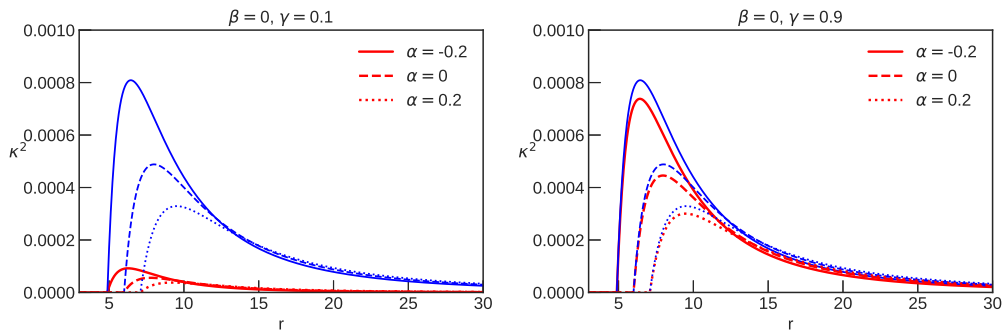 β = 0, γ = 0.1
0.0010
0.0008
0.0006
κ²
0.0004
0.0002
0.0000
α = -0.2
α = 0
α = 0.2
5 10 15 20 25 30
r
β = 0, γ = 0.9
0.0010
0.0008
0.0006
κ²
0.0004
0.0002
0.0000
α = -0.2
α = 0
α = 0.2
5 10 15 20 25 30
r